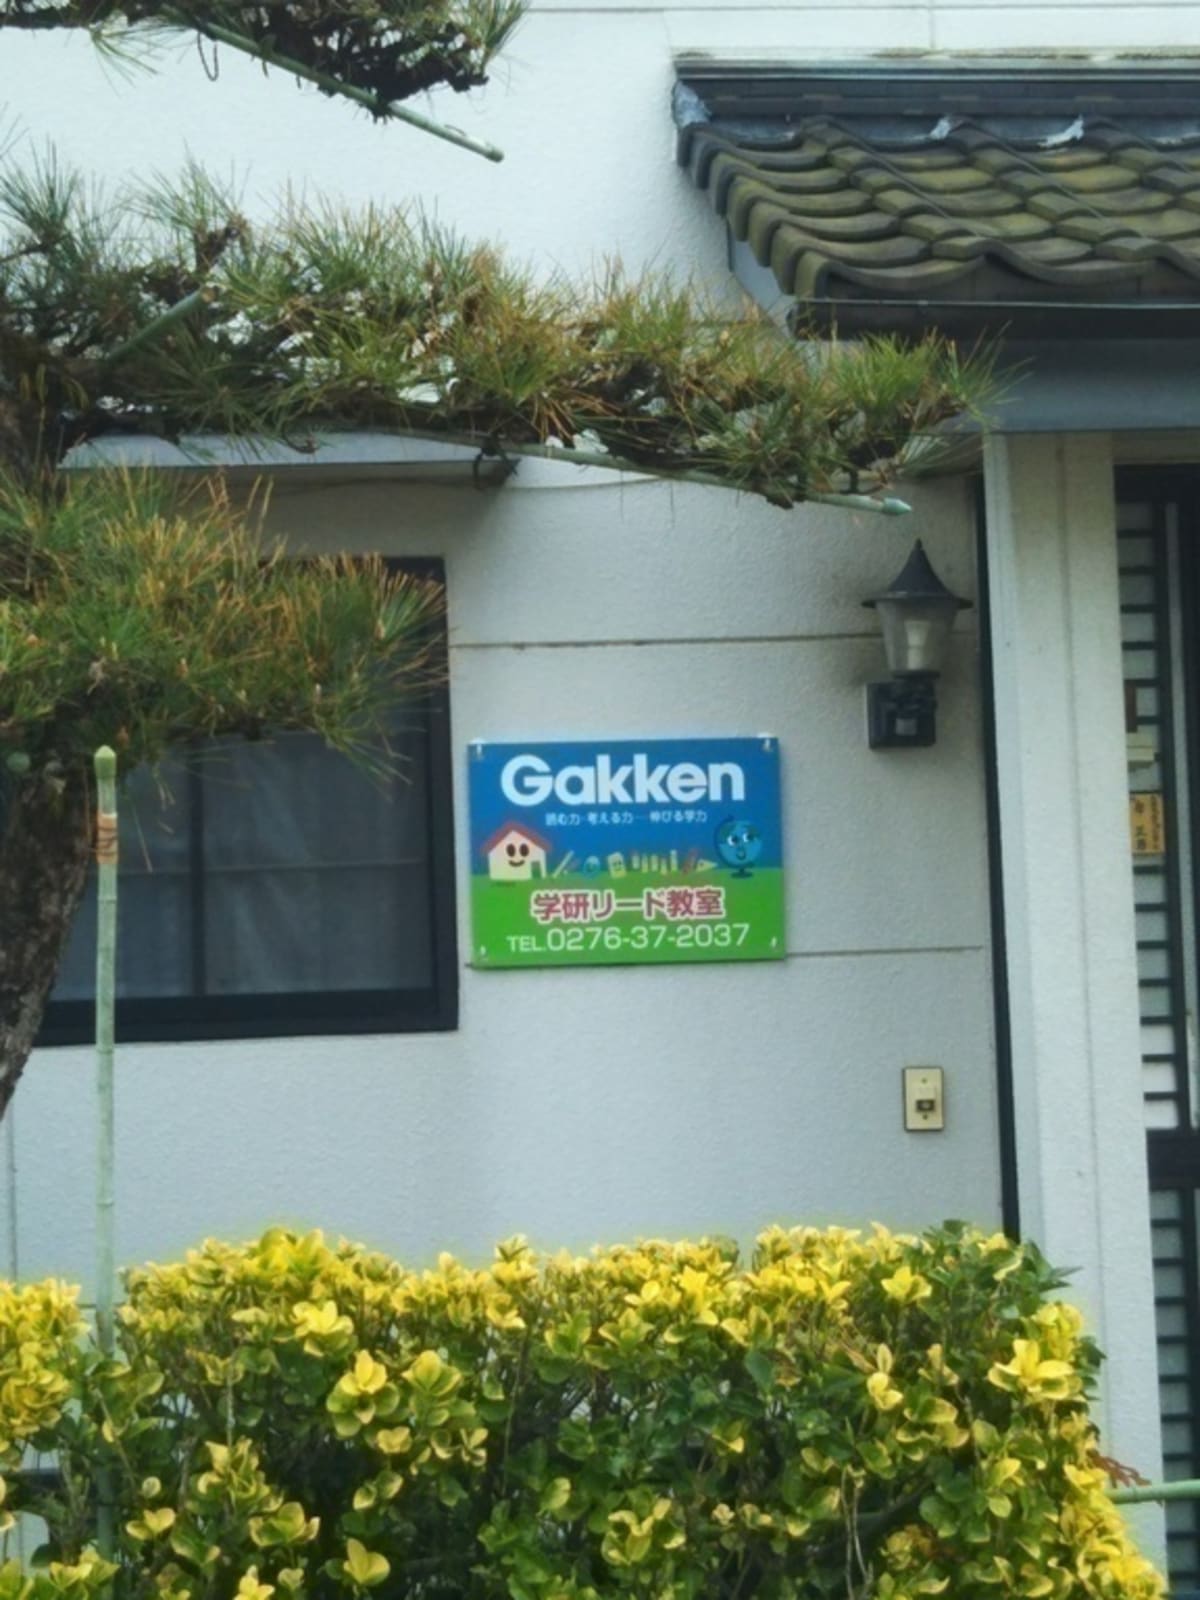 Gakken
読む力・考える力……伸びる学力
学研リード教室
TEL.0276-37-2037